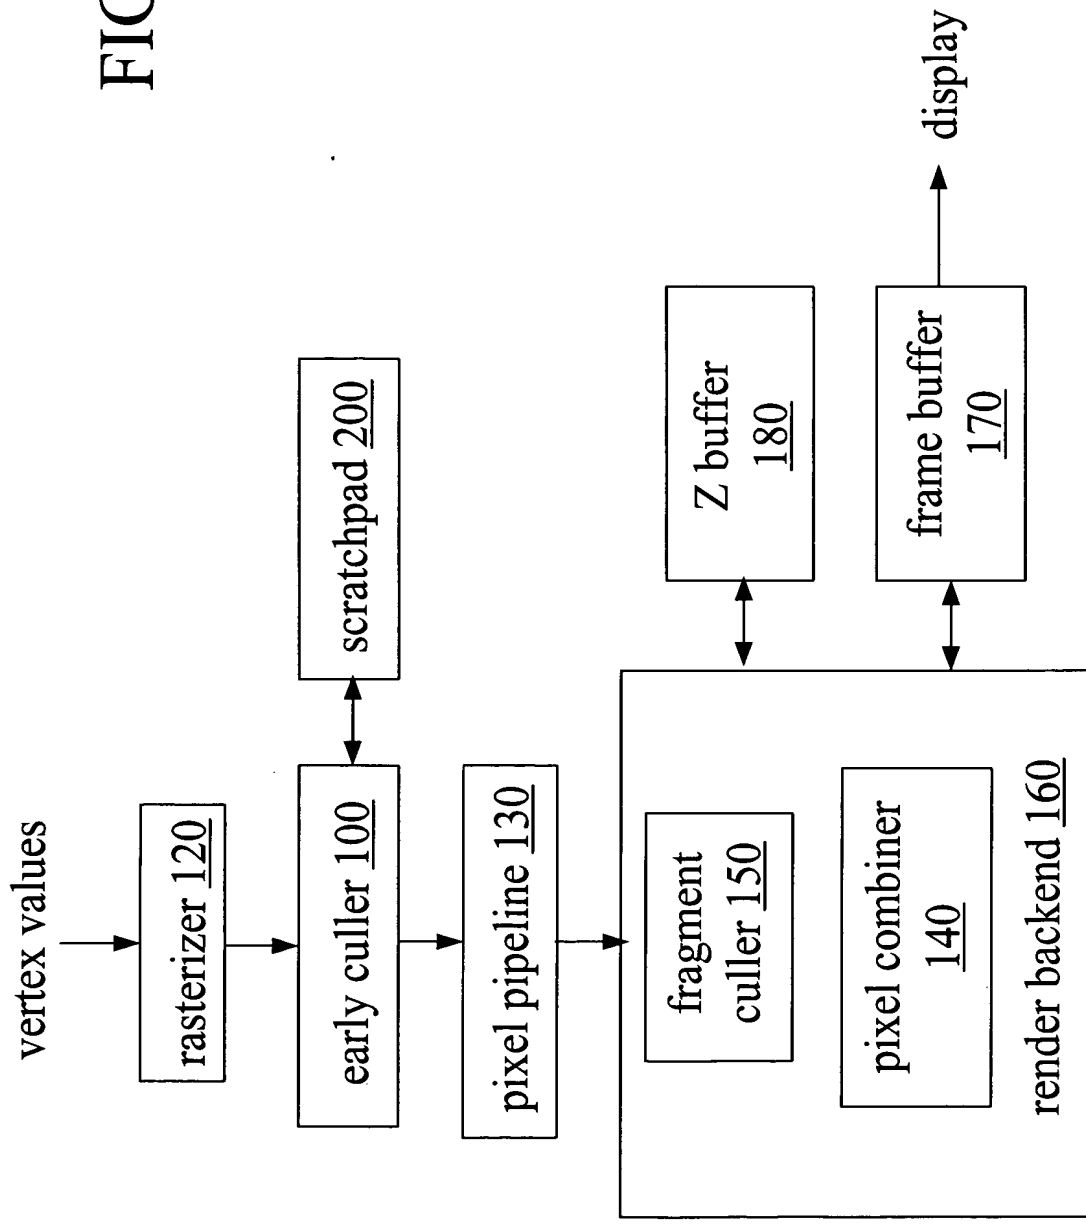 FIG
vertex values
rasterizer 120
early culler 100
scratchpad 200
pixel pipeline 130
fragment
culler 150
pixel combiner
140
render backend 160
Z buffer
180
frame buffer
170
display